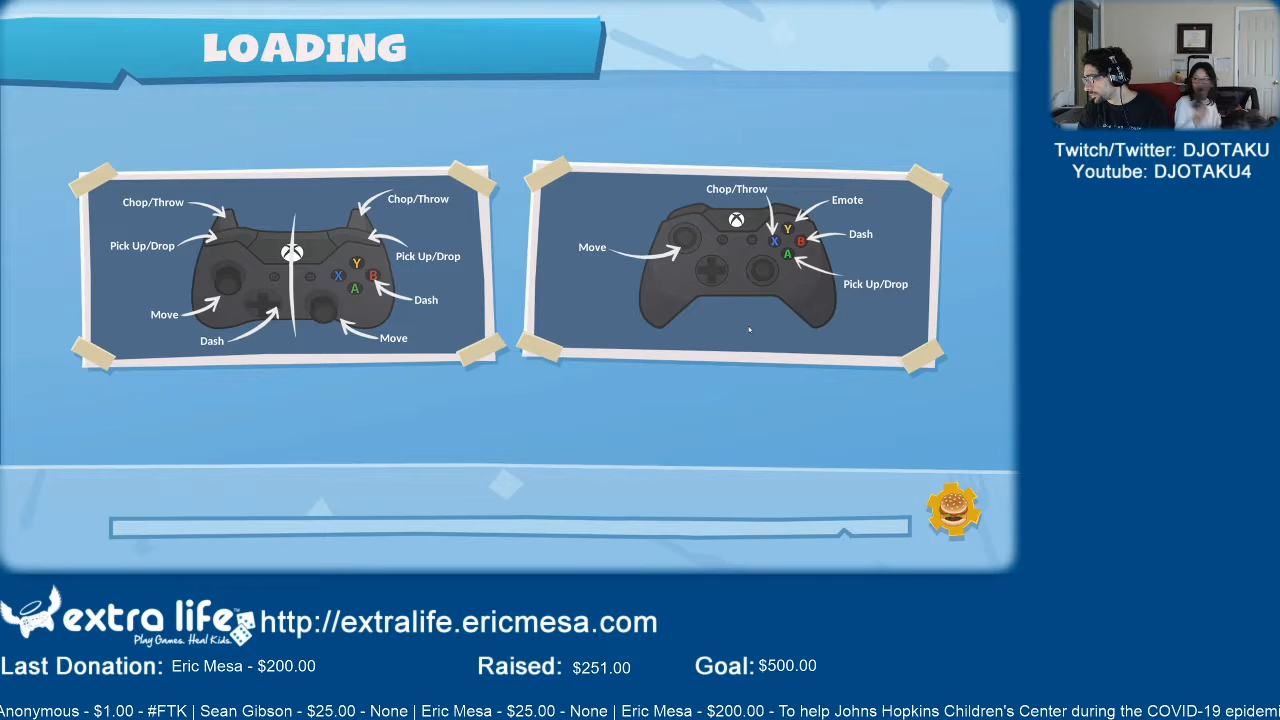 LOADING
Chop/Throw
Chop/Throw
Pick Up/Drop
Pick Up/Drop
Y
X
B
A
Dash
Move
Dash
Move
Chop/Throw
Emote
Y
Dash
X
B
Move
A
Pick Up/Drop
Twitch/Twitter: DJOTAKU
Youtube: DJOTAKU4
extra life
Play Games. Heal Kids.
http://extralife.ericmesa.com
Last Donation: Eric Mesa - $200.00
Raised: $251.00
Goal: $500.00
Anonymous - $1.00 - #FTK | Sean Gibson - $25.00 - None | Eric Mesa - $25.00 - None | Eric Mesa - $200.00 - To help Johns Hopkins Children's Center during the COVID-19 epidem